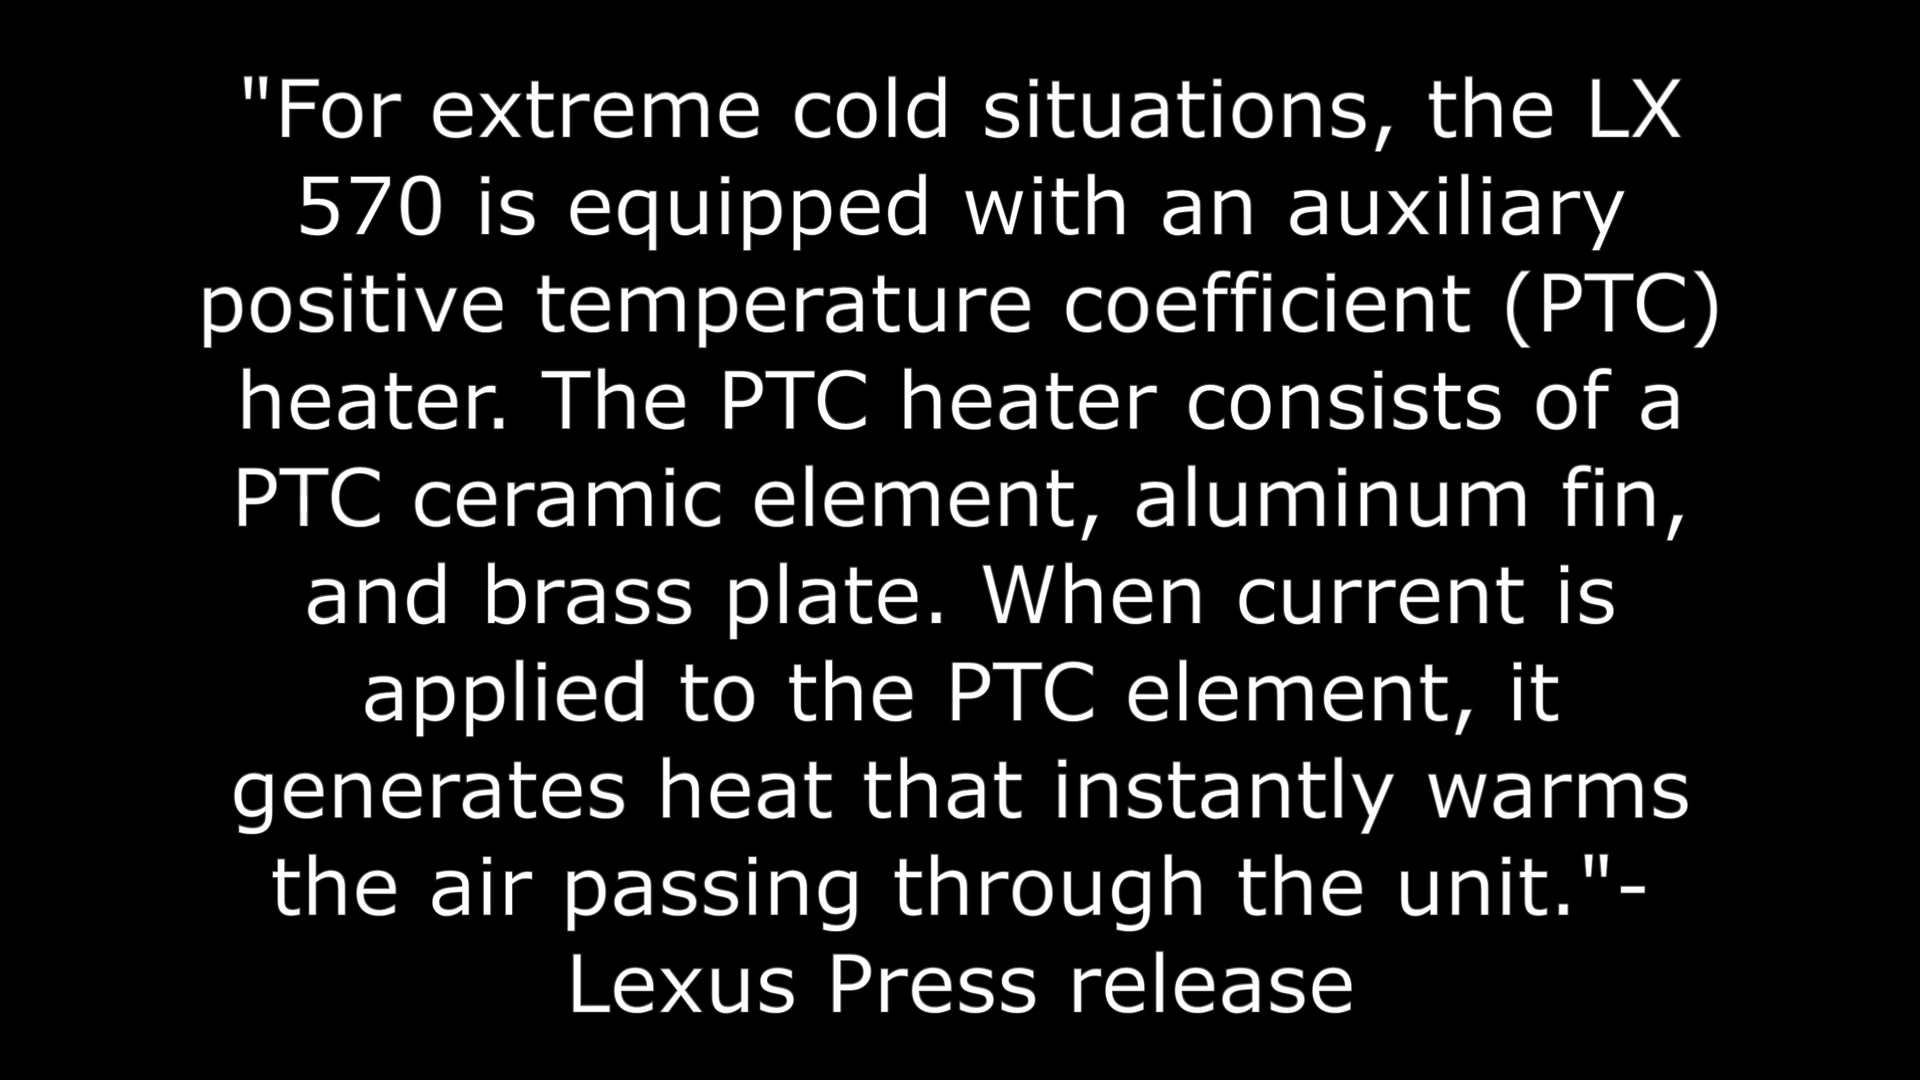 "For extreme cold situations, the LX
570 is equipped with an auxiliary
positive temperature coefficient (PTC)
heater. The PTC heater consists of a
PTC ceramic element, aluminum fin,
and brass plate. When current is
applied to the PTC element, it
generates heat that instantly warms
the air passing through the unit."-
Lexus Press release